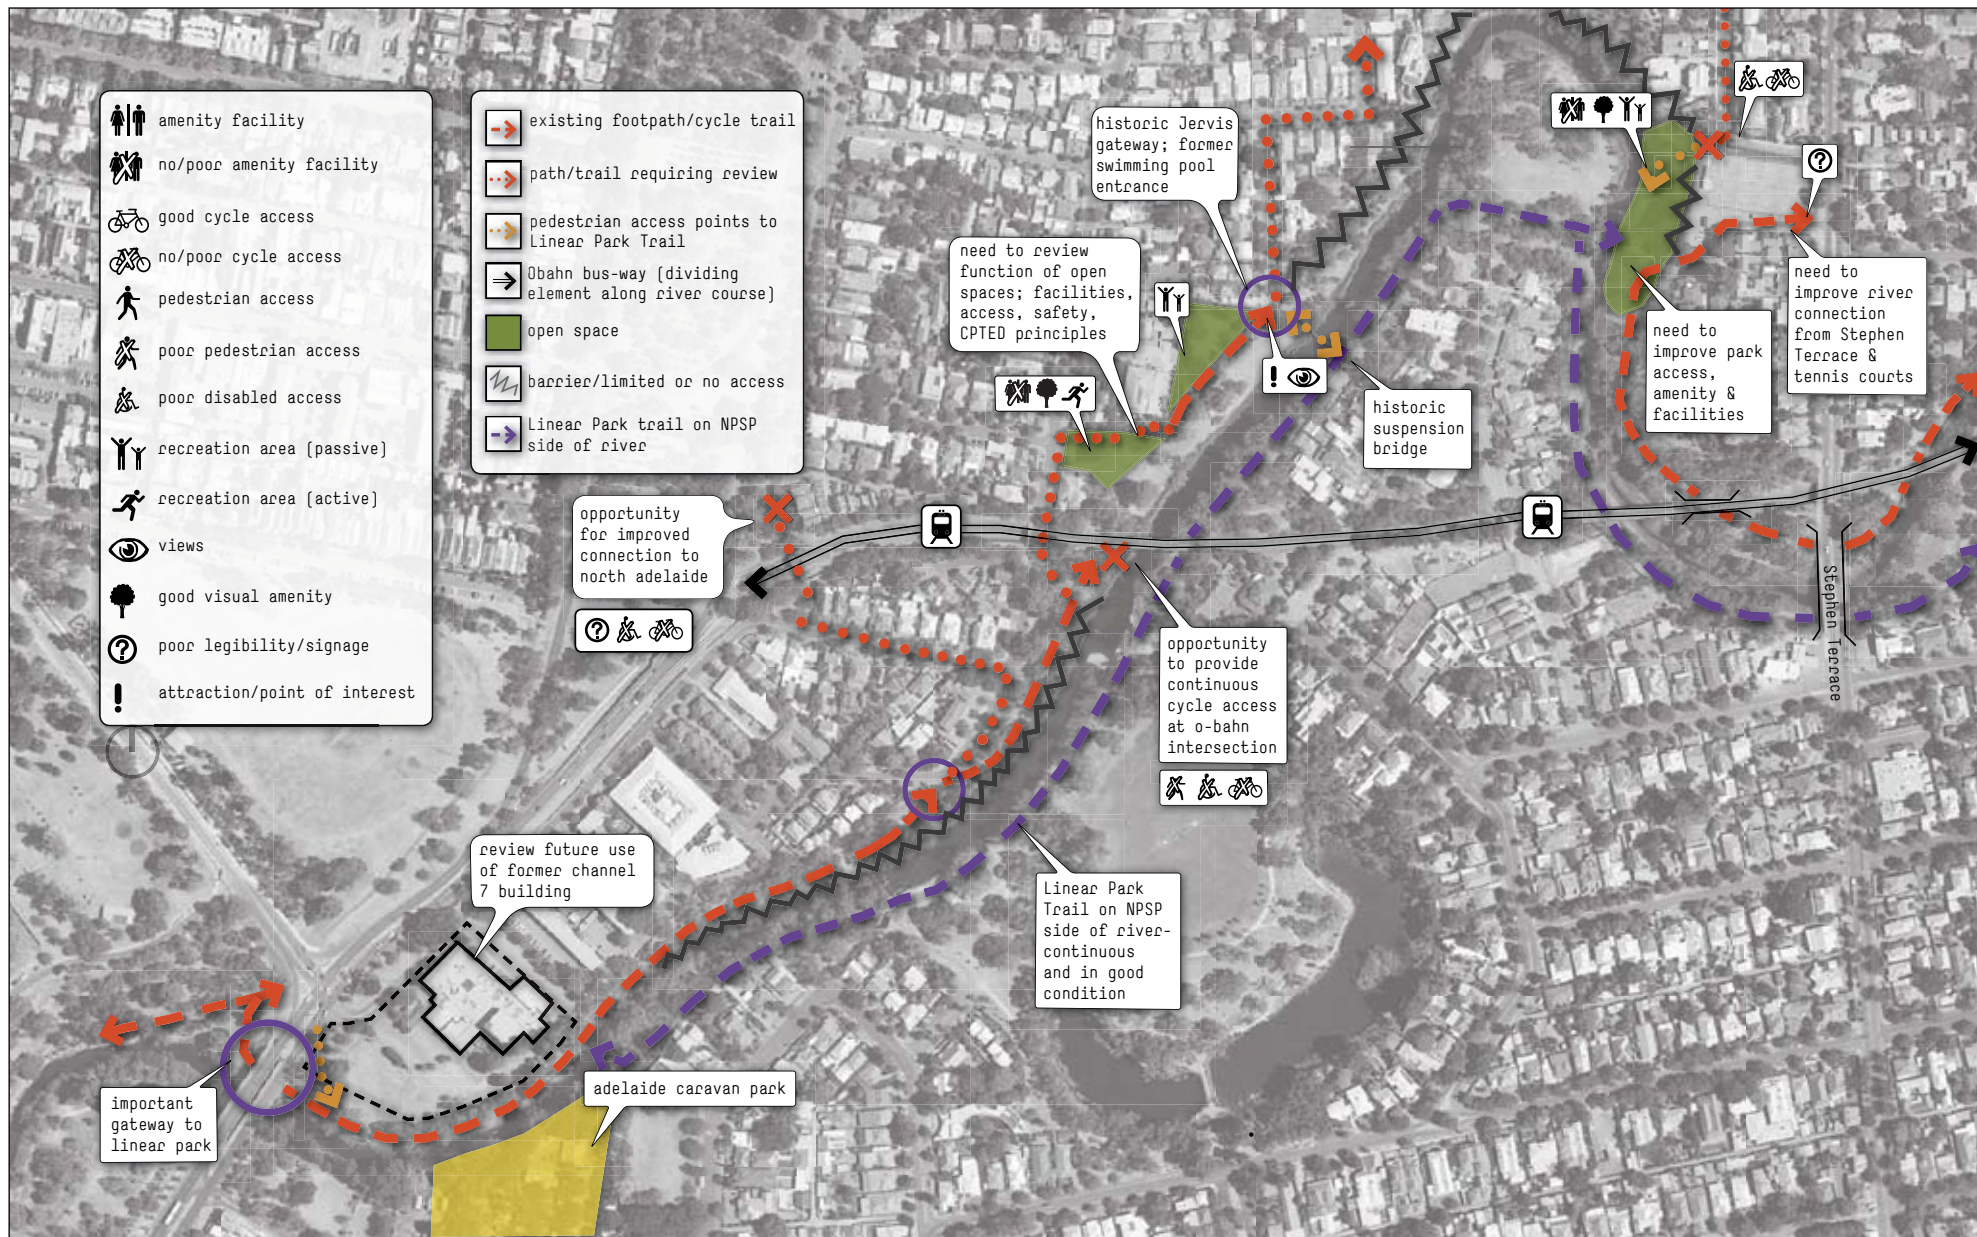 amenity facility
no/poor amenity facility
good cycle access
no/poor cycle access
pedestrian access
poor pedestrian access
poor disabled access
recreation area (passive)
recreation area (active)
views
good visual amenity
poor legibility/signage
attraction/point of interest
existing footpath/cycle trail
path/trail requiring review
pedestrian access points to
Linear Park Trail
Obahn bus-way (dividing
element along river course)
open space
barrier/limited or no access
Linear Park trail on NPSP
side of river
historic Jervis
gateway; former
swimming pool
entrance
need to review
function of open
spaces; facilities,
access, safety,
CPTED principles
historic
suspension
bridge
need to
improve park
access,
amenity &
facilities
need to
improve river
connection
from Stephen
Terrace &
tennis courts
opportunity
for improved
connection to
north adelaide
Stephen Terrace
opportunity
to provide
continuous
cycle access
at o-bahn
intersection
review future use
of former channel
7 building
Linear Park
Trail on NPSP
side of river-
continuous
and in good
condition
adelaide caravan park
important
gateway to
linear park